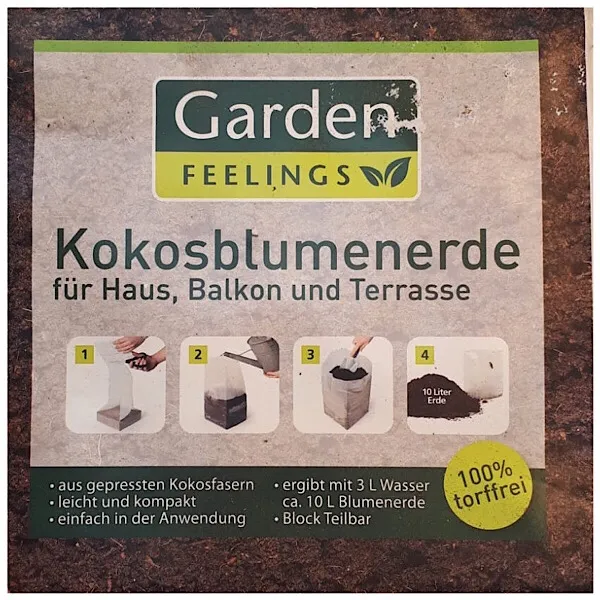 Garden
FEELINGS
Kokosblumenerde
für Haus, Balkon und Terrasse
1
2
3
4
10 Liter
Erde
• aus gepressten Kokosfasern
• leicht und kompakt
• einfach in der Anwendung
• ergibt mit 3 L Wasser
ca. 10 L Blumenerde
• Block Teilbar
100%
torffrei